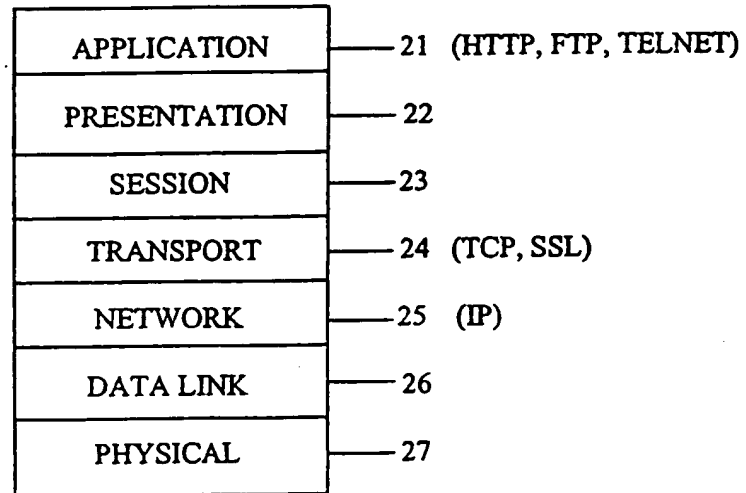 APPLICATION 21 (HTTP, FTP, TELNET)
PRESENTATION 22
SESSION 23
TRANSPORT 24 (TCP, SSL)
NETWORK 25 (IP)
DATA LINK 26
PHYSICAL 27